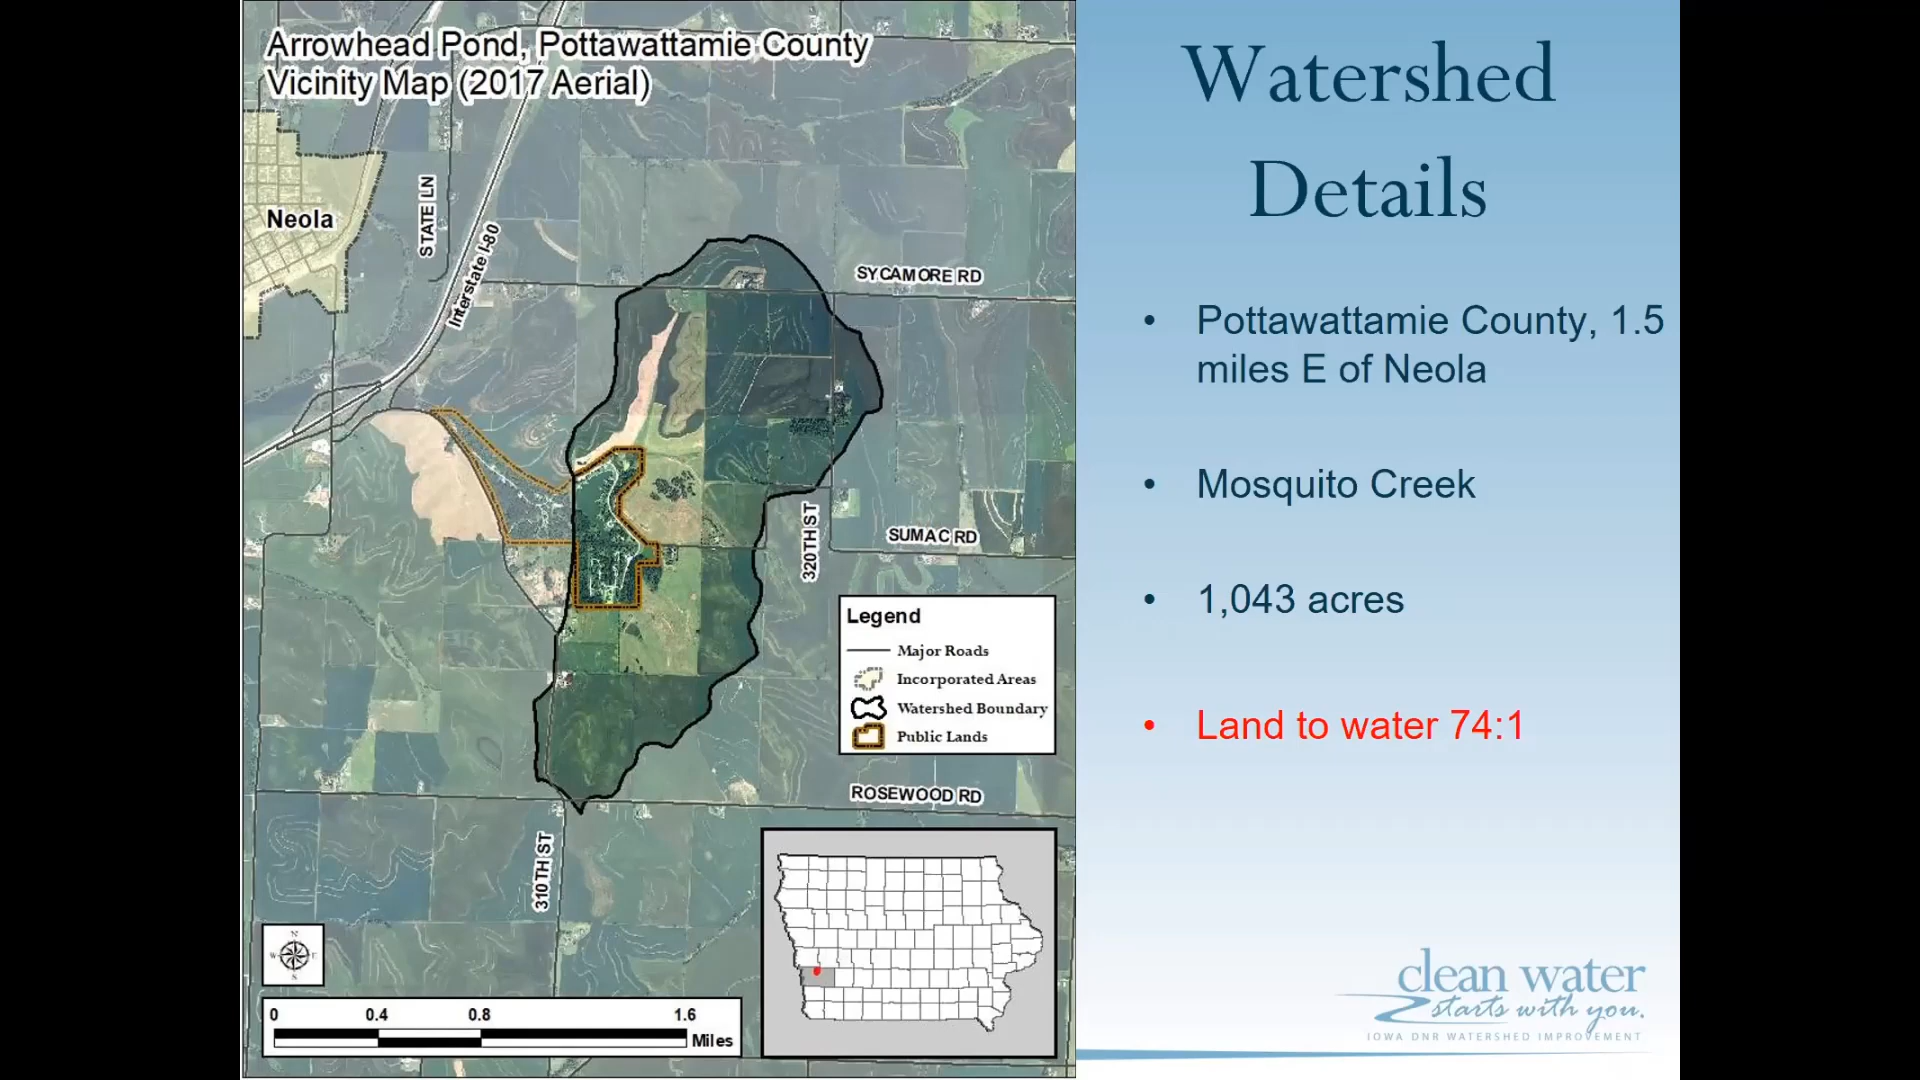 Arrowhead Pond, Pottawattamie County
Vicinity Map (2017 Aerial)
Neola
STATE LN
Interstate I-80
SYCAMORE RD
320TH ST
SUMAC RD
Legend
Major Roads
Incorporated Areas
Watershed Boundary
Public Lands
ROSEWOOD RD
310TH ST
N
W E
S
0 0.4 0.8 1.6
Miles
Watershed
Details
• Pottawattamie County, 1.5
miles E of Neola
• Mosquito Creek
• 1,043 acres
• Land to water 74:1
clean water
starts with you.
IOWA DNR WATERSHED IMPROVEMENT